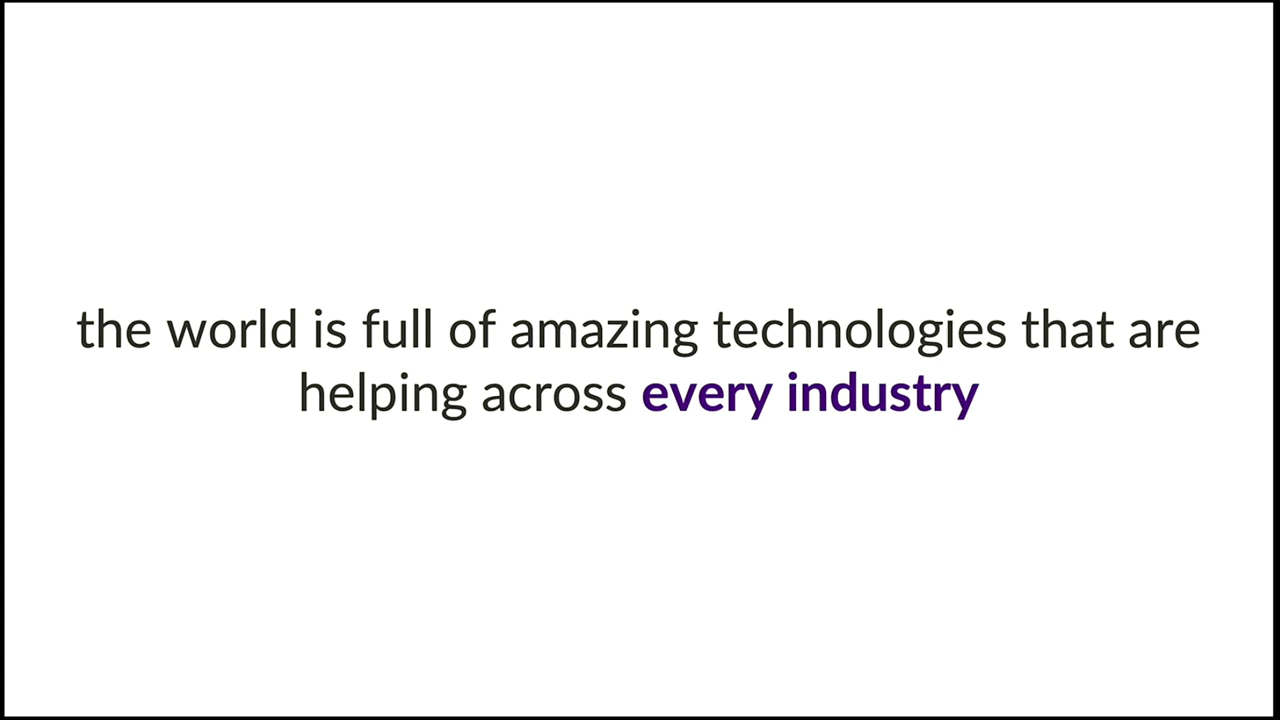 the world is full of amazing technologies that are
helping across every industry